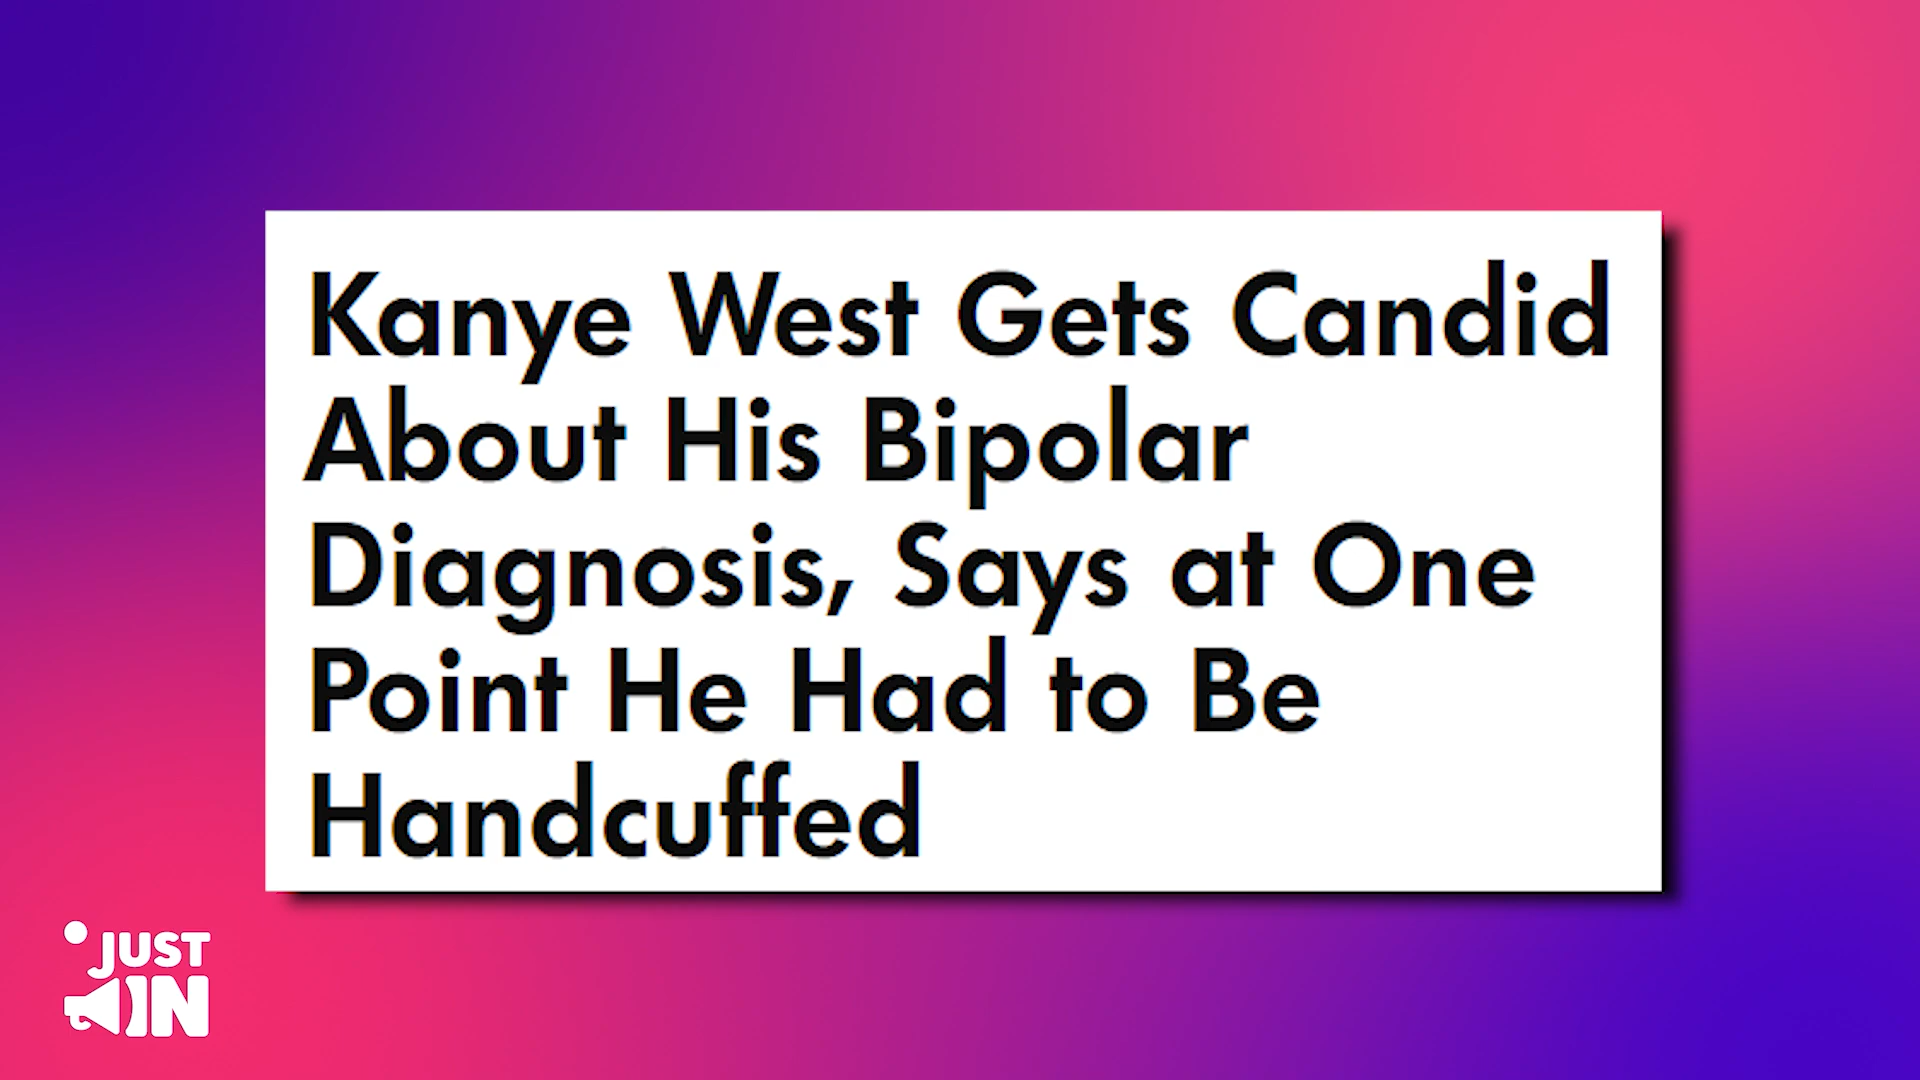 Kanye West Gets Candid
About His Bipolar
Diagnosis, Says at One
Point He Had to Be
Handcuffed
JUST
IN